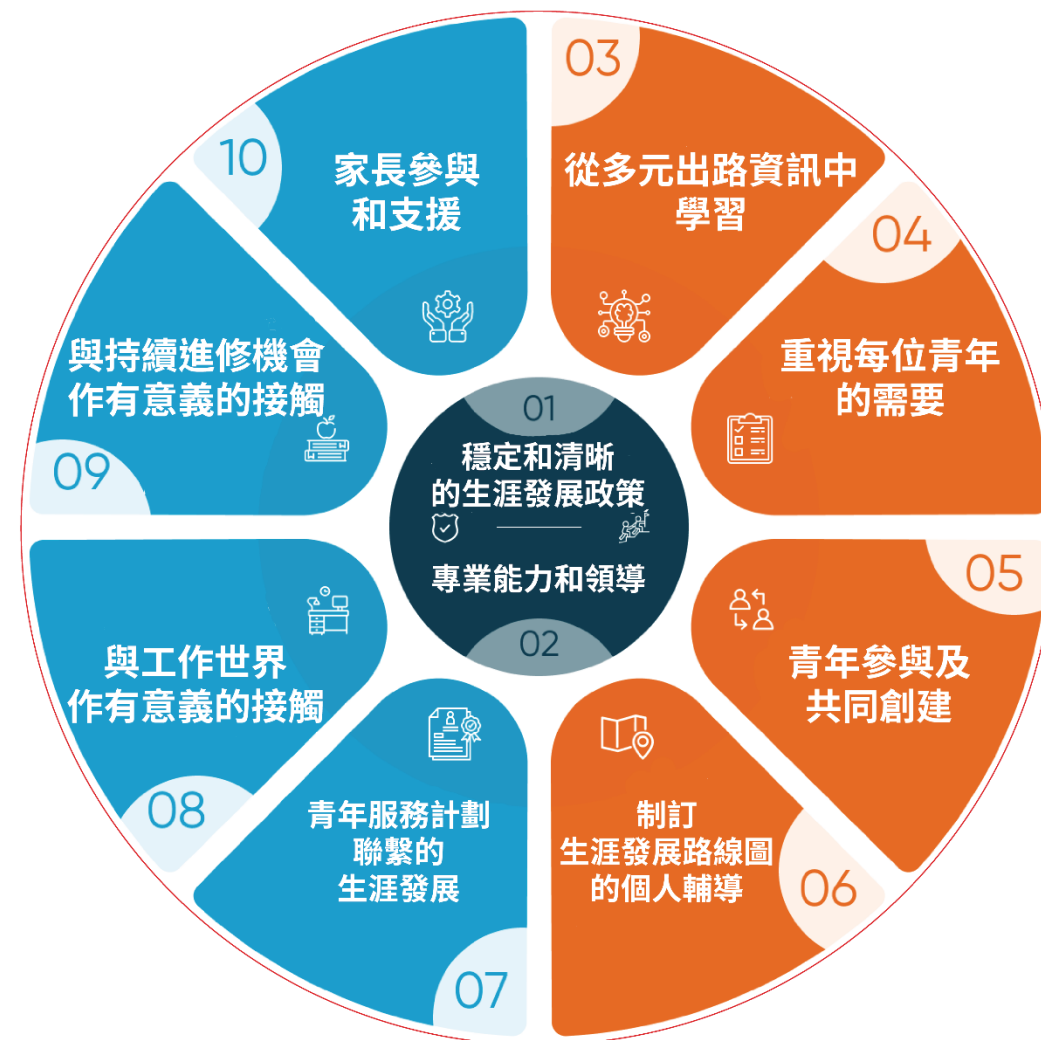 01
穩定和清晰
的生涯發展政策
專業能力和領導
02
03
從多元出路資訊中
學習
04
重視每位青年
的需要
05
青年參與及
共同創建
制訂
生涯發展路線圖
的個人輔導
06
青年服務計劃
聯繫的
生涯發展
07
與工作世界
作有意義的接觸
08
與持續進修機會
作有意義的接觸
09
10
家長參與
和支援